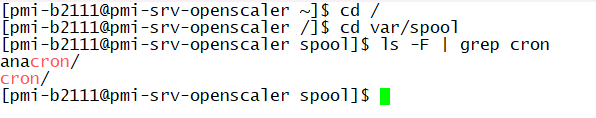 [pmi-b2111@pmi-srv-openscaler ~]$ cd /
[pmi-b2111@pmi-srv-openscaler /]$ cd var/spool
[pmi-b2111@pmi-srv-openscaler spool]$ ls -F | grep cron
anacron/
cron/
[pmi-b2111@pmi-srv-openscaler spool]$